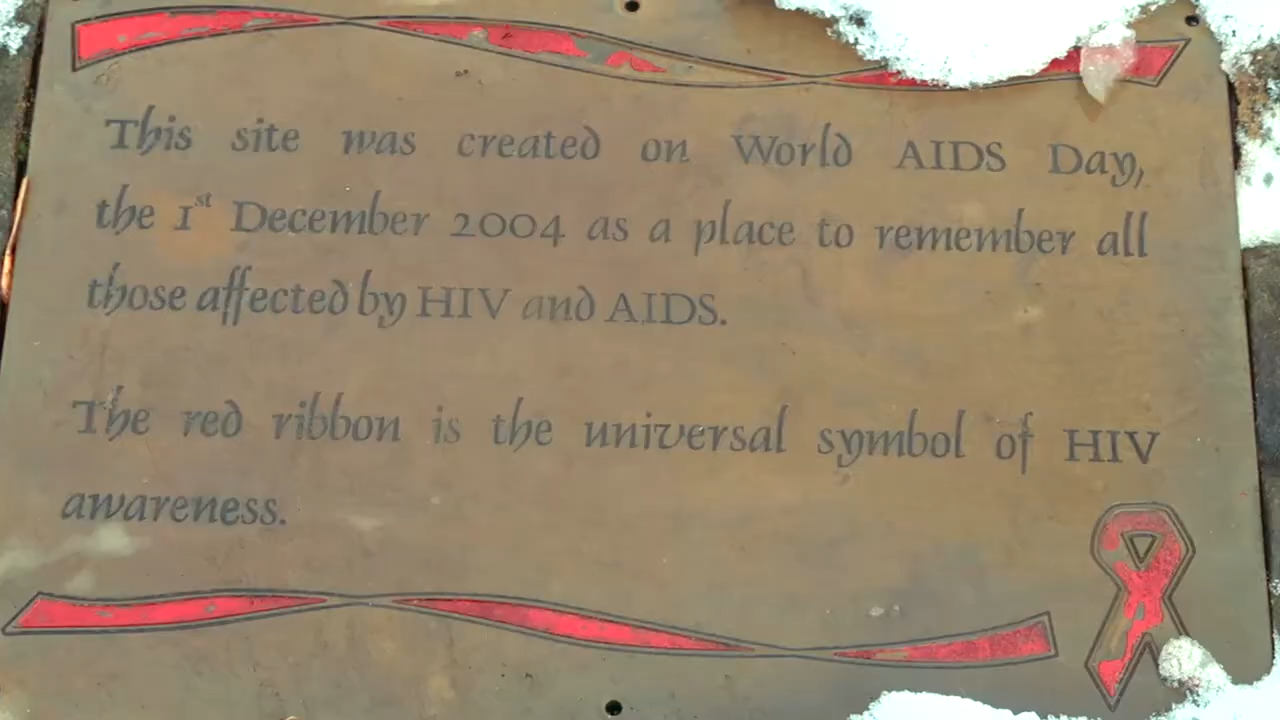 This site was created on World AIDS Day,
the 1st December 2004 as a place to remember all
those affected by HIV and AIDS.
The red ribbon is the universal symbol of HIV
awareness.